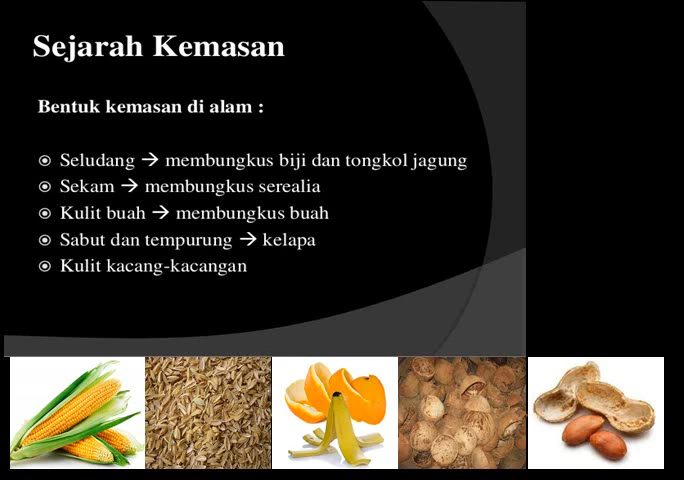 Sejarah Kemasan
Bentuk kemasan di alam :
⦿ Seludang → membungkus biji dan tongkol jagung
⦿ Sekam → membungkus serealia
⦿ Kulit buah → membungkus buah
⦿ Sabut dan tempurung → kelapa
⦿ Kulit kacang-kacangan